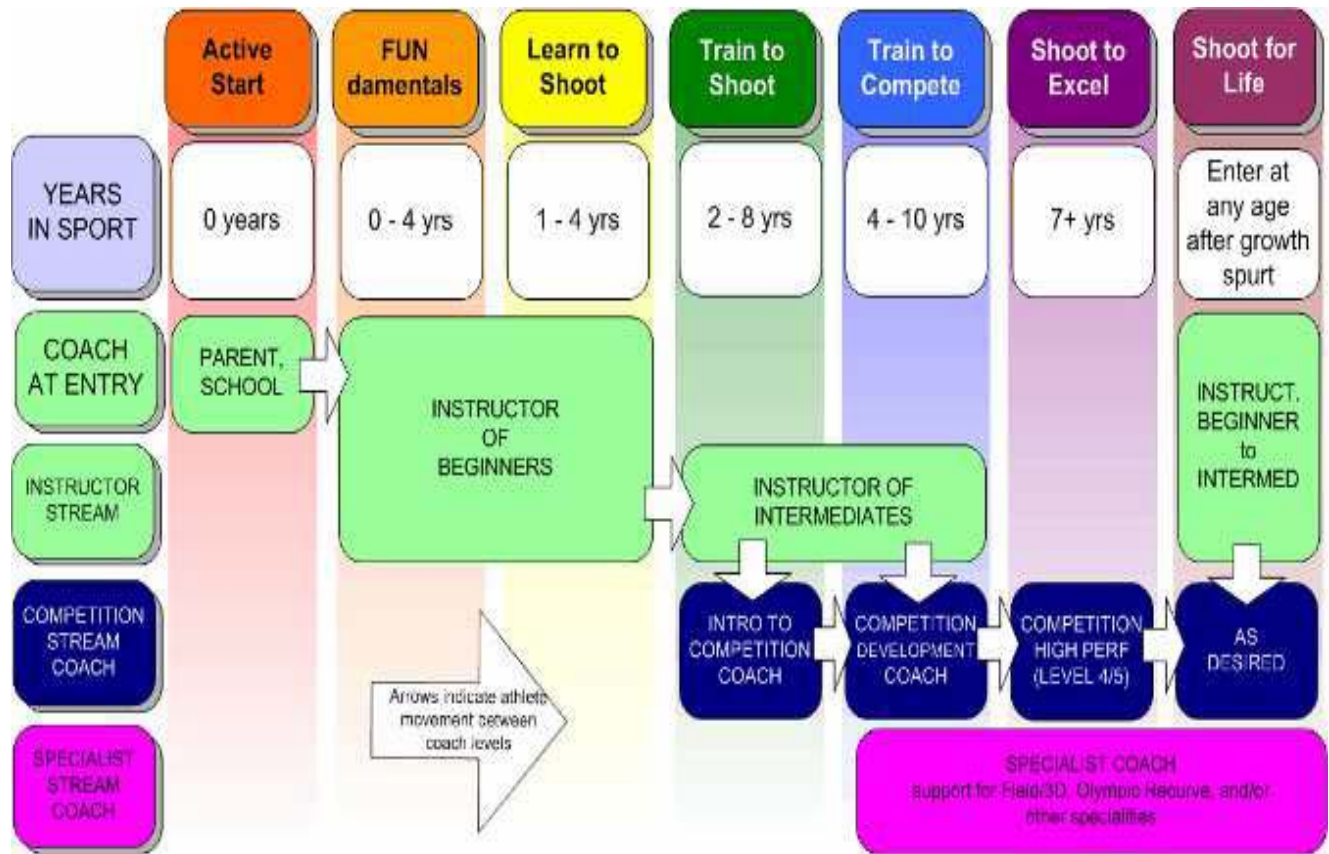 Active
Start
FUN
damentals
Learn to
Shoot
Train to
Shoot
Train to
Compete
Shoot to
Excel
Shoot for
Life
YEARS
IN SPORT
0 years
0 - 4 yrs
1 - 4 yrs
2 - 8 yrs
4 - 10 yrs
7+ yrs
Enter at
any age
after growth
spurt
COACH
AT ENTRY
PARENT,
SCHOOL
INSTRUCTOR
OF
BEGINNERS
INSTRUCT.
BEGINNER
to
INTERMED
INSTRUCTOR
STREAM
INSTRUCTOR OF
INTERMEDIATES
COMPETITION
STREAM
COACH
INTRO TO
COMPETITION
COACH
COMPETITION
DEVELOPMENT
COACH
COMPETITION
HIGH PERF
(LEVEL 4/5)
AS
DESIRED
Arrows indicate athlete
movement between
coach levels
SPECIALIST
STREAM
COACH
SPECIALIST COACH
support for Field/3D, Olympic Recurve, and/or
other specialities